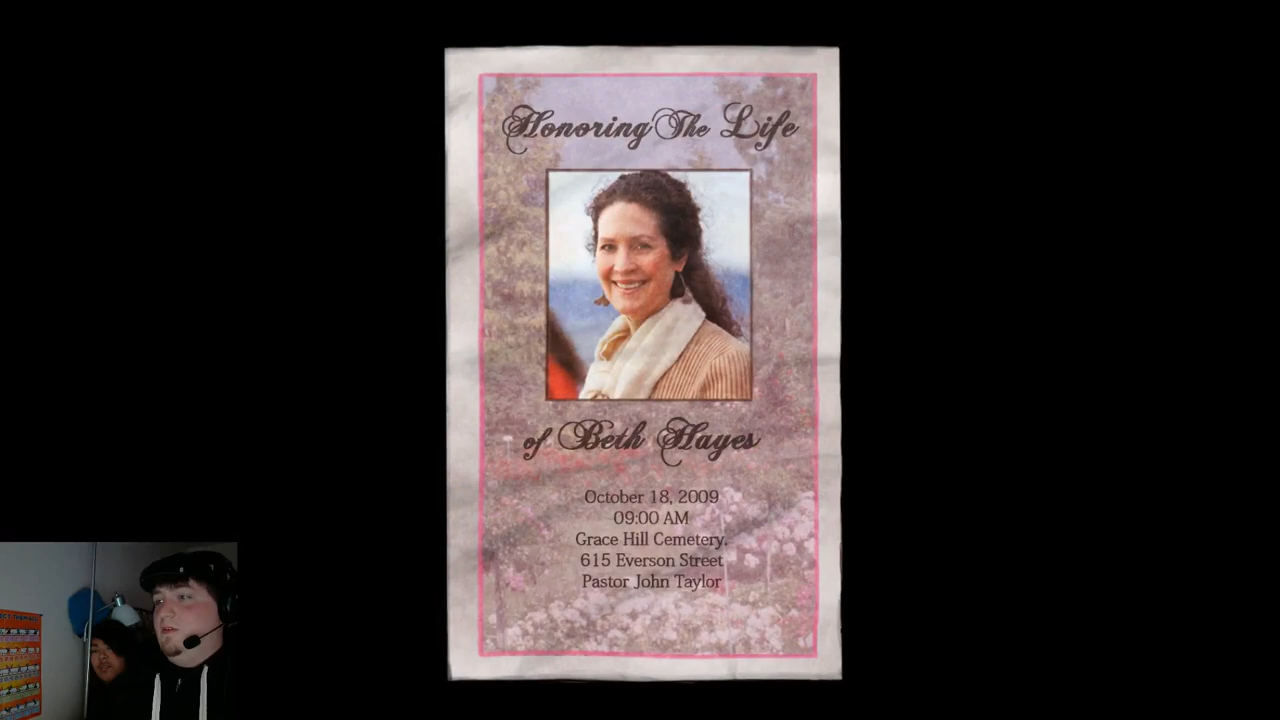 Honoring The Life
of Beth Hayes
October 18, 2009
09:00 AM
Grace Hill Cemetery.
615 Everson Street
Pastor John Taylor